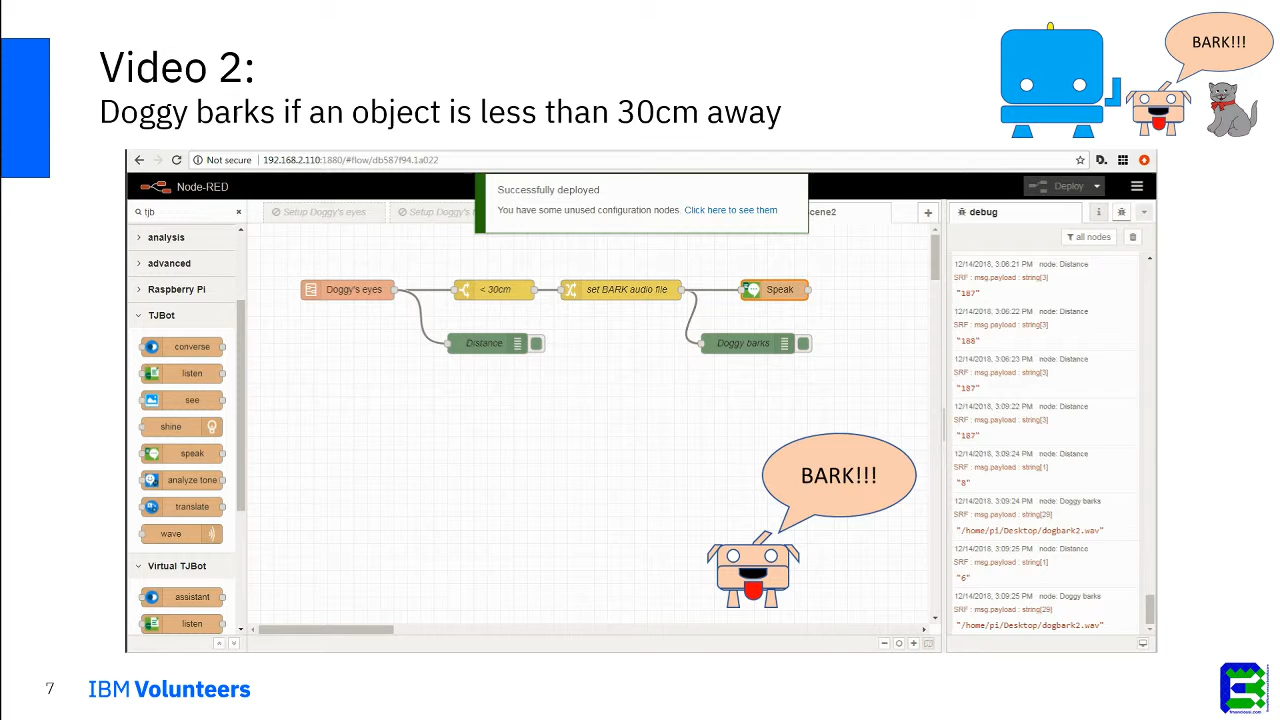 Video 2:
Doggy barks if an object is less than 30cm away
BARK!!!
Not secure 192.168.2.110:1880/#flow/db587f94.1a022
D.
Node-RED
Deploy
Successfully deployed
You have some unused configuration nodes. Click here to see them
tjb
Setup Doggy's eyes
Setup Doggy's
cene2
debug
all nodes
analysis
advanced
Raspberry Pi
TJBot
converse
listen
see
shine
speak
analyze tone
translate
wave
Virtual TJBot
assistant
listen
Doggy's eyes
< 30cm
set BARK audio file
Speak
Distance
Doggy barks
BARK!!!
12/14/2018, 3:06:21 PM node: Distance
SRF : msg.payload : string[3]
"187"
12/14/2018, 3:06:22 PM node: Distance
SRF : msg.payload : string[3]
"188"
12/14/2018, 3:06:23 PM node: Distance
SRF : msg.payload : string[3]
"187"
12/14/2018, 3:09:22 PM node: Distance
SRF : msg.payload : string[3]
"187"
12/14/2018, 3:09:24 PM node: Distance
SRF : msg.payload : string[1]
"8"
12/14/2018, 3:09:24 PM node: Doggy barks
SRF : msg.payload : string[29]
"/home/pi/Desktop/dogbark2.wav"
12/14/2018, 3:09:25 PM node: Distance
SRF : msg.payload : string[1]
"6"
12/14/2018, 3:09:25 PM node: Doggy barks
SRF : msg.payload : string[29]
"/home/pi/Desktop/dogbark2.wav"
7
IBM Volunteers